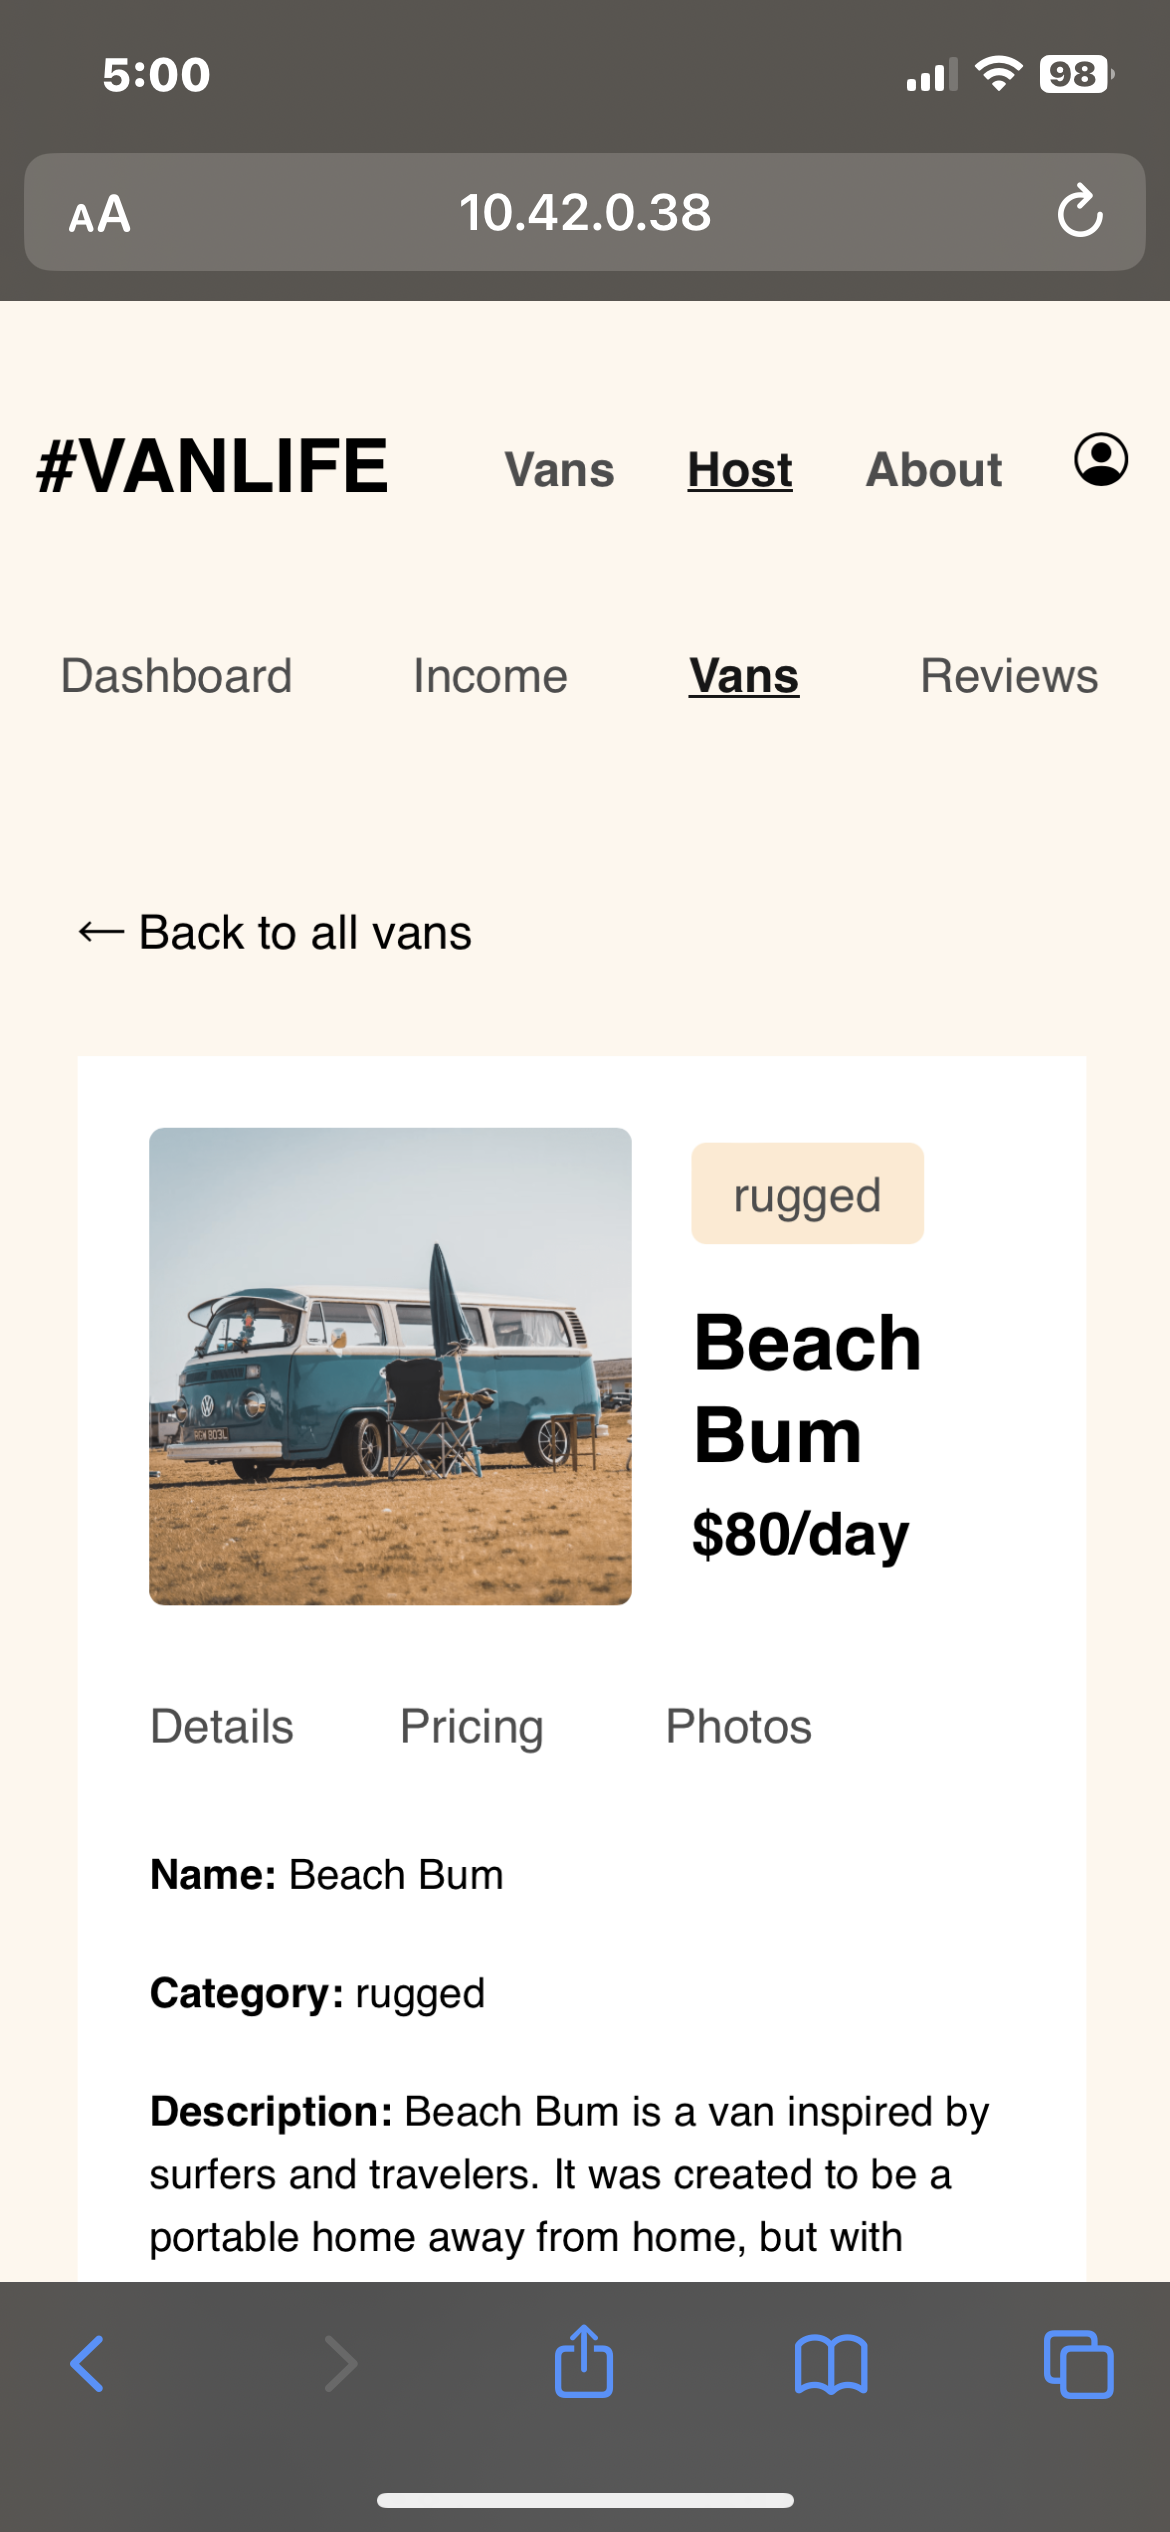 5:00 98
AA 10.42.0.38
#VANLIFE Vans Host About
Dashboard Income Vans Reviews
← Back to all vans
rugged
Beach
Bum
$80/day
Details Pricing Photos
Name: Beach Bum
Category: rugged
Description: Beach Bum is a van inspired by
surfers and travelers. It was created to be a
portable home away from home, but with